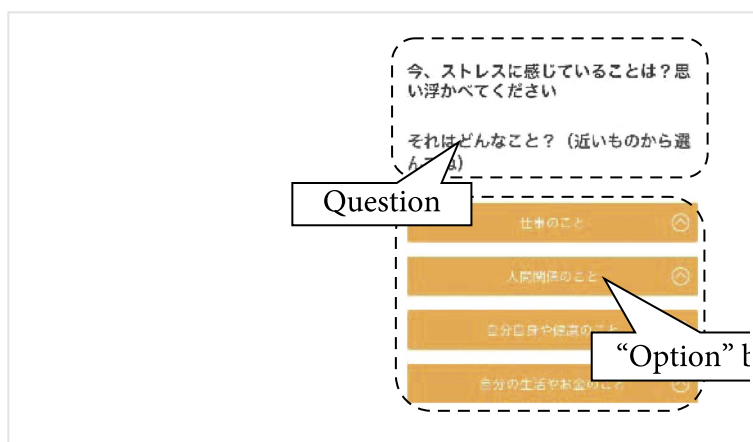 今、ストレスに感じていることは？思
い浮かべてください
それはどんなこと？（近いものから選
Question
仕事のこと
人間関係のこと
自分自身や健康の
“Option” b
自分の生活やお金のこと